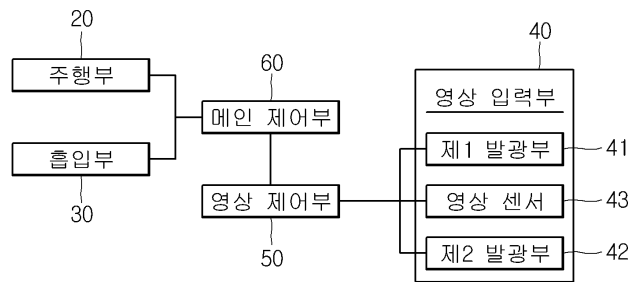 20
주행부
60
메인 제어부
흡입부
30
영상 제어부
50
40
영상 입력부
제1 발광부
41
영상 센서
43
제2 발광부
42